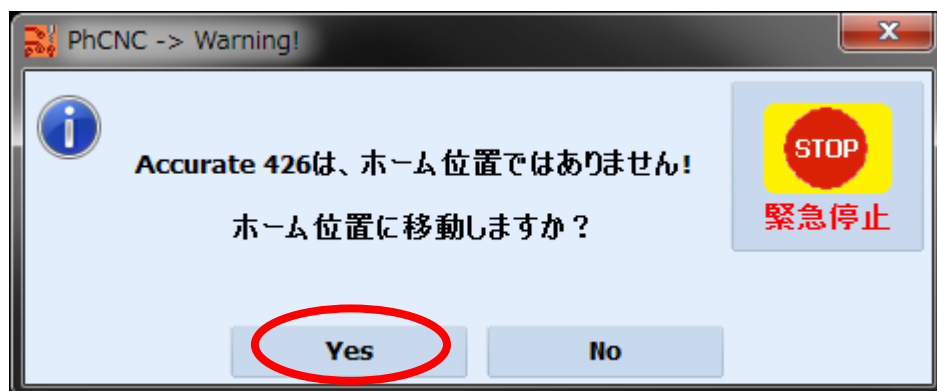 PhCNC -> Warning!
Accurate 426は、ホーム位置ではありません!
ホーム位置に移動しますか？
STOP
緊急停止
Yes
No